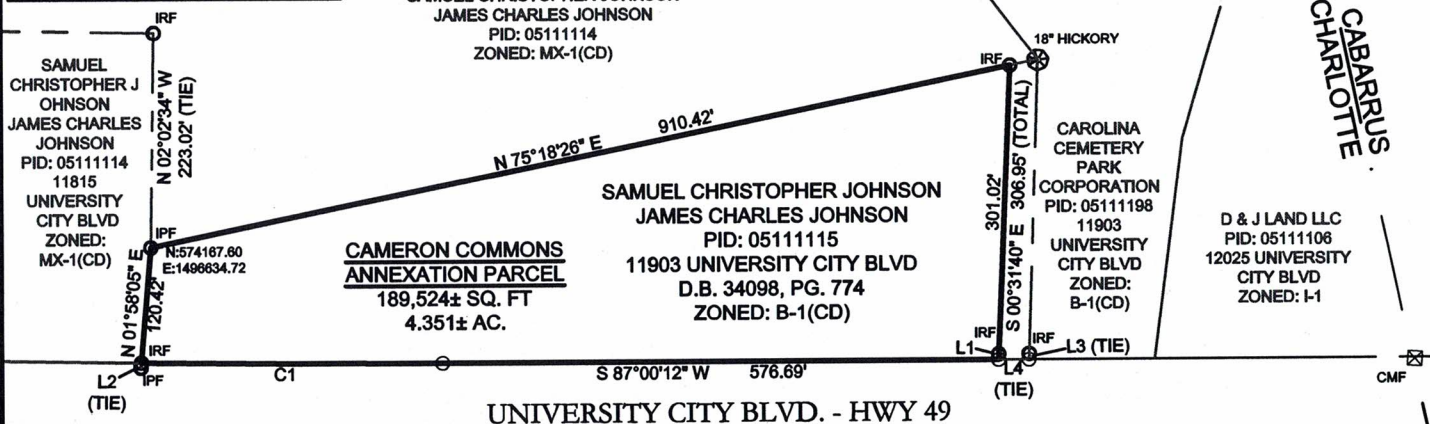 JAMES CHARLES JOHNSON
PID: 05111114
ZONED: MX-1(CD)
IRF
SAMUEL
CHRISTOPHER J
OHNSON
JAMES CHARLES
JOHNSON
PID: 05111114
11815
UNIVERSITY
CITY BLVD
ZONED:
MX-1(CD)
N 02°02'34" W
223.02' (TIE)
IPF
N:574167.60
E:1496634.72
N 01°58'05" E
120.42'
N 75°18'26" E
910.42'
CAMERON COMMONS
ANNEXATION PARCEL
189,524± SQ. FT
4.351± AC.
SAMUEL CHRISTOPHER JOHNSON
JAMES CHARLES JOHNSON
PID: 05111115
11903 UNIVERSITY CITY BLVD
D.B. 34098, PG. 774
ZONED: B-1(CD)
IRF
18" HICKORY
301.02'
S 00°31'40" E 306.95' (TOTAL)
CAROLINA
CEMETERY
PARK
CORPORATION
PID: 05111198
11903
UNIVERSITY
CITY BLVD
ZONED:
B-1(CD)
D & J LAND LLC
PID: 05111106
12025 UNIVERSITY
CITY BLVD
ZONED: I-1
CABARRUS
CHARLOTTE
IRF
IPF
L2
(TIE)
C1
S 87°00'12" W 576.69'
IRF
L1
IRF
L3 (TIE)
L4
(TIE)
CMF
UNIVERSITY CITY BLVD. - HWY 49